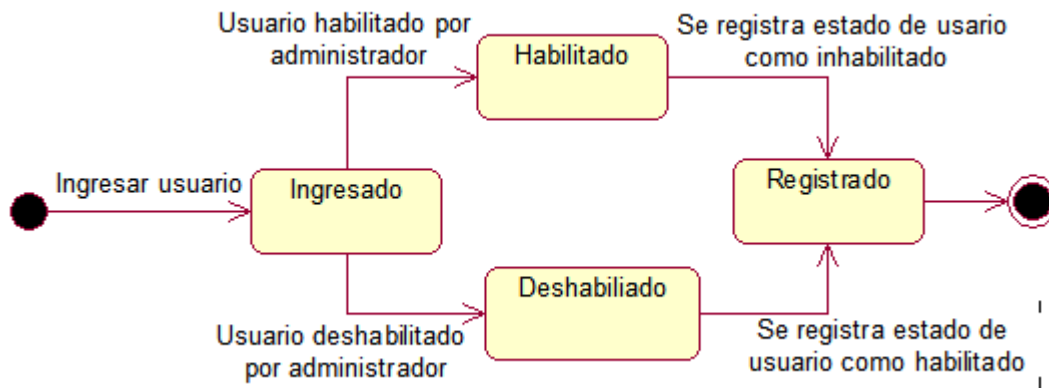 Usuario habilitado por
administrador
Habilitado
Se registra estado de usario
como inhabilitado
Ingresar usuario
Ingresado
Registrado
Deshabiliado
Usuario deshabilitado
por administrador
Se registra estado de
usuario como habilitado